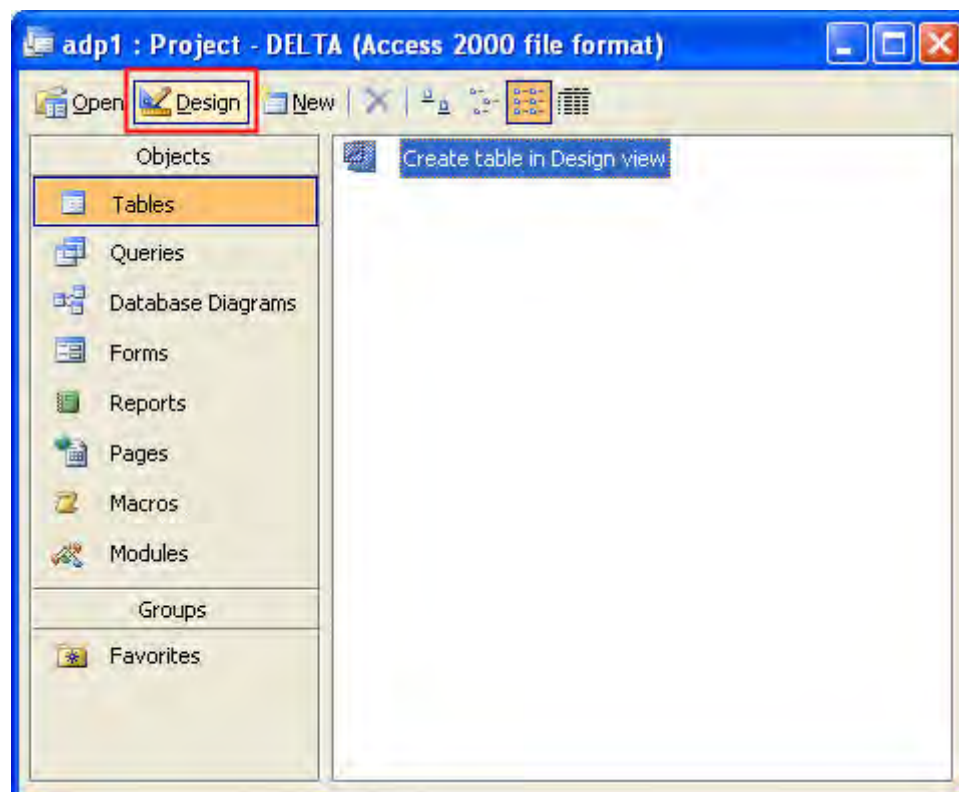 adp1 : Project - DELTA (Access 2000 file format)
Open Design New
Objects
Create table in Design view
Tables
Queries
Database Diagrams
Forms
Reports
Pages
Macros
Modules
Groups
Favorites